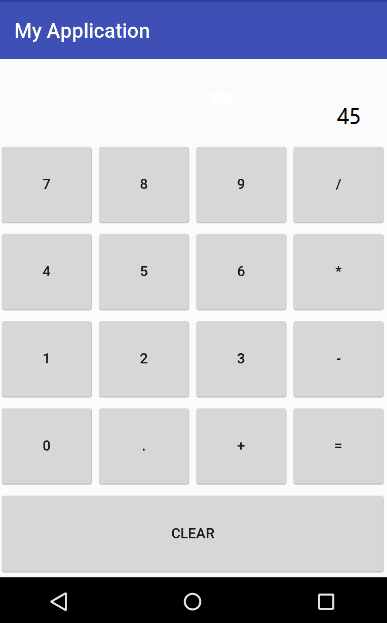 My Application
45
7 8 9 /
4 5 6 *
1 2 3 -
0 . + =
CLEAR